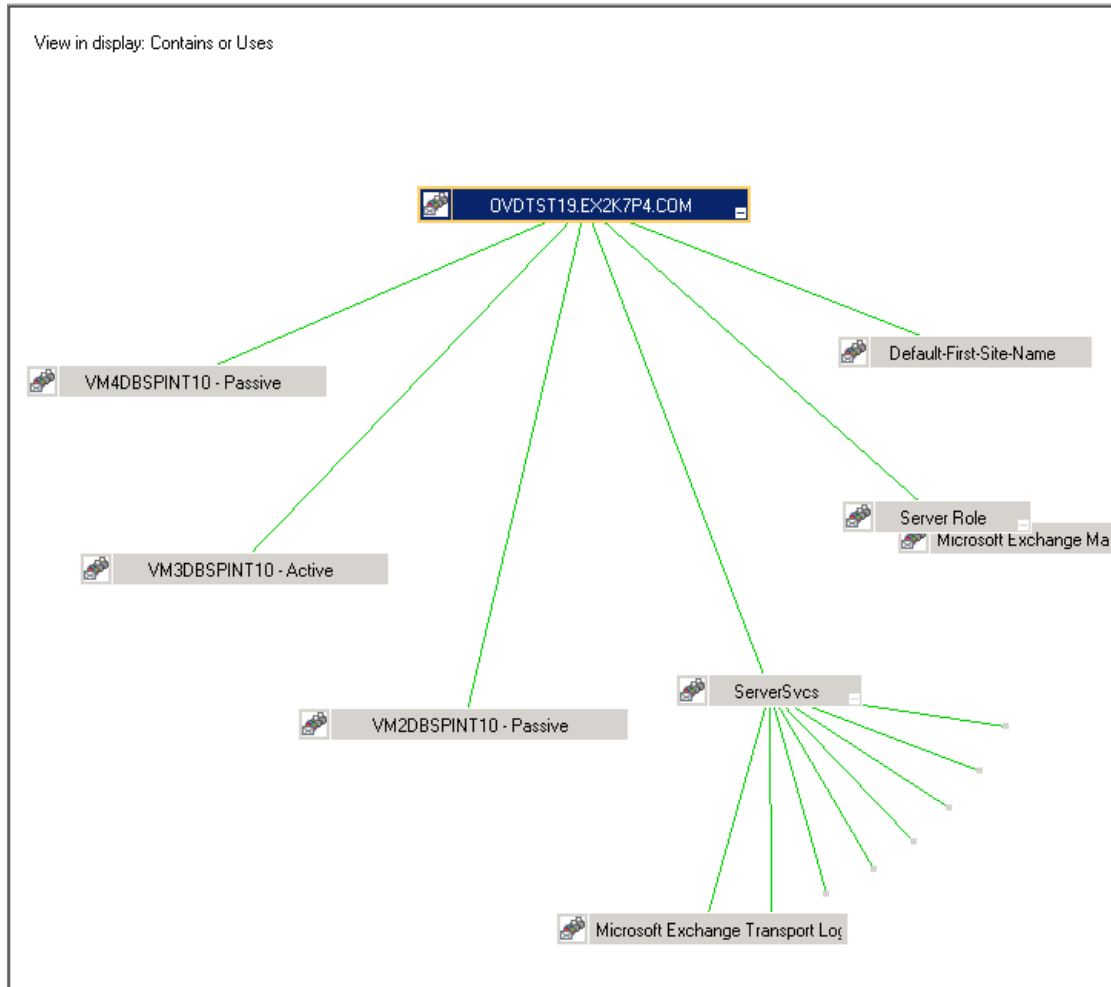 View in display: Contains or Uses
OVDTST19.EX2K7P4.COM
Default-First-Site-Name
VM4DBSPINT10 - Passive
Server Role
Microsoft Exchange Ma
VM3DBSPINT10 - Active
ServerSvcs
VM2DBSPINT10 - Passive
Microsoft Exchange Transport Log